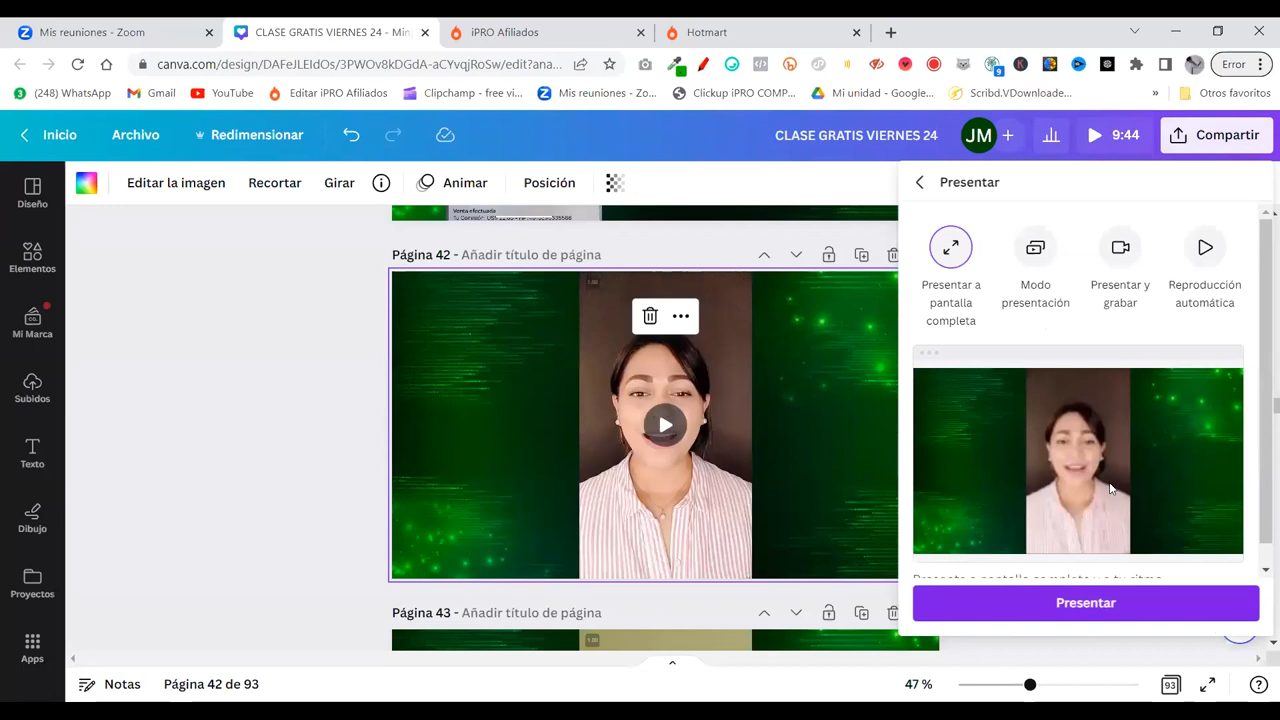 Mis reuniones - Zoom
CLASE GRATIS VIERNES 24 - Min
iPRO Afiliados
Hotmart
canva.com/design/DAFeJLEIdOs/3PWOv8kDGdA-aCYvqjRoSw/edit?ana...
9
Error
(248) WhatsApp
Gmail
YouTube
Editar iPRO Afiliados
Clipchamp - free vi...
Mis reuniones - Zo...
Clickup iPRO COMP...
Mi unidad - Google...
Scribd.VDownloade...
»
Otros favoritos
Inicio
Archivo
Redimensionar
CLASE GRATIS VIERNES 24
JM
9:44
Compartir
Editar la imagen
Recortar
Girar
Animar
Posición
Presentar
Diseño
Elementos
Mi Marca
Subidos
Texto
Dibujo
Proyectos
Apps
Venta efectuada
Página 42 - Añadir título de página
Presentar a
pantalla
completa
Modo
presentación
Presentar y
grabar
Reproducción
automática
Presentar
Página 43 - Añadir título de página
Notas
Página 42 de 93
47 %
93